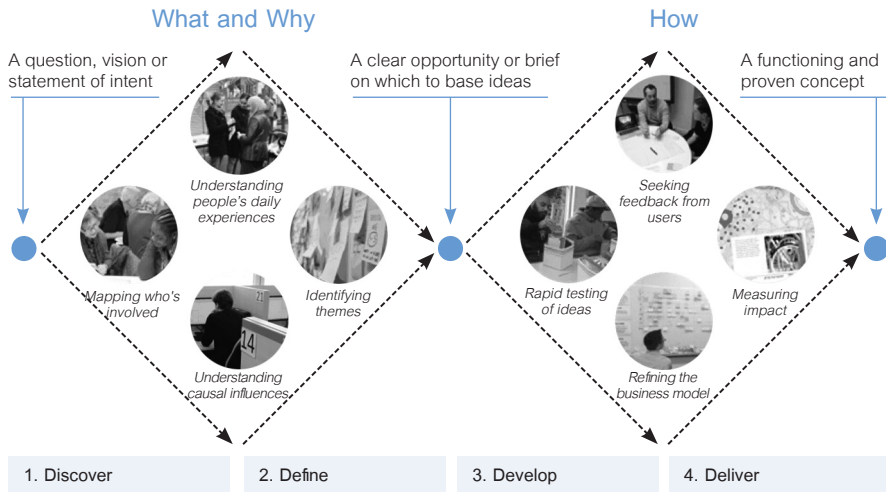 What and Why
How
A question, vision or
statement of intent
A clear opportunity or brief
on which to base ideas
A functioning and
proven concept
Understanding
people's daily
experiences
Seeking
feedback from
users
Mapping who's
involved
Identifying
themes
Rapid testing
of ideas
Measuring
impact
21
14
Understanding
causal influences
Refining the
business model
1. Discover
2. Define
3. Develop
4. Deliver